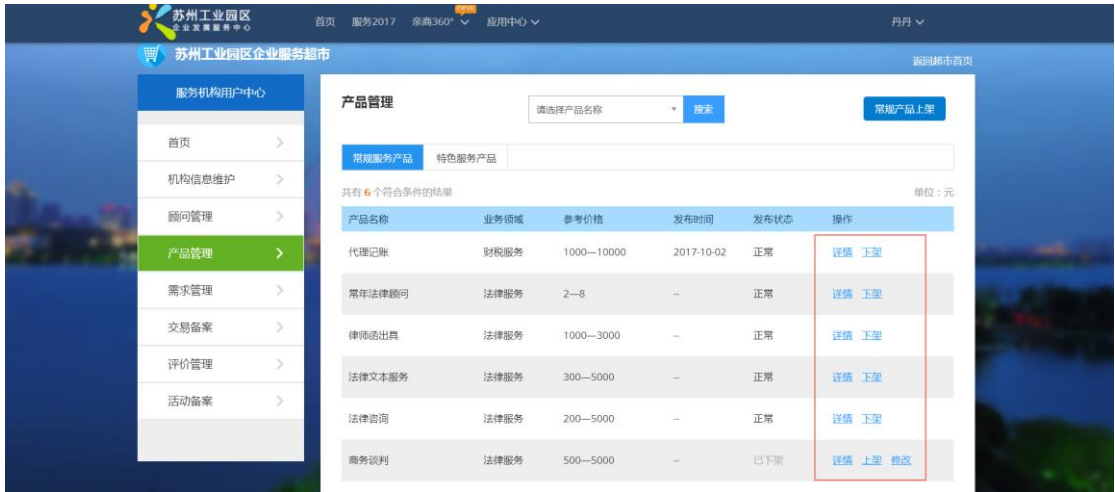 苏州工业园区
企业发展服务中心
首页 服务2017 亲商360° new 应用中心
丹丹
苏州工业园区企业服务超市
返回超市首页
服务机构用户中心
首页
机构信息维护
顾问管理
产品管理
需求管理
交易备案
评价管理
活动备案
产品管理
请选择产品名称 搜索
常规产品上架
常规服务产品 特色服务产品
共有 6 个符合条件的结果
单位：元
产品名称 业务领域 参考价格 发布时间 发布状态 操作
代理记账 财税服务 1000—10000 2017-10-02 正常 详情 下架
常年法律顾问 法律服务 2—8 -- 正常 详情 下架
律师函出具 法律服务 1000—3000 -- 正常 详情 下架
法律文本服务 法律服务 300—5000 -- 正常 详情 下架
法律咨询 法律服务 200—5000 -- 正常 详情 下架
商务谈判 法律服务 500—5000 -- 已下架 详情 上架 修改